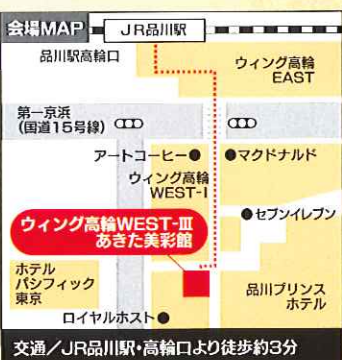 会場MAP
JR品川駅
品川駅高輪口
ウィング高輪
EAST
第一京浜
(国道15号線)
アートコーヒー
マクドナルド
ウィング高輪
WEST-I
セブンイレブン
ウィング高輪WEST-Ⅲ
あきた美彩館
ホテル
パシフィック
東京
品川プリンス
ホテル
ロイヤルホスト
交通/JR品川駅・高輪口より徒歩約3分